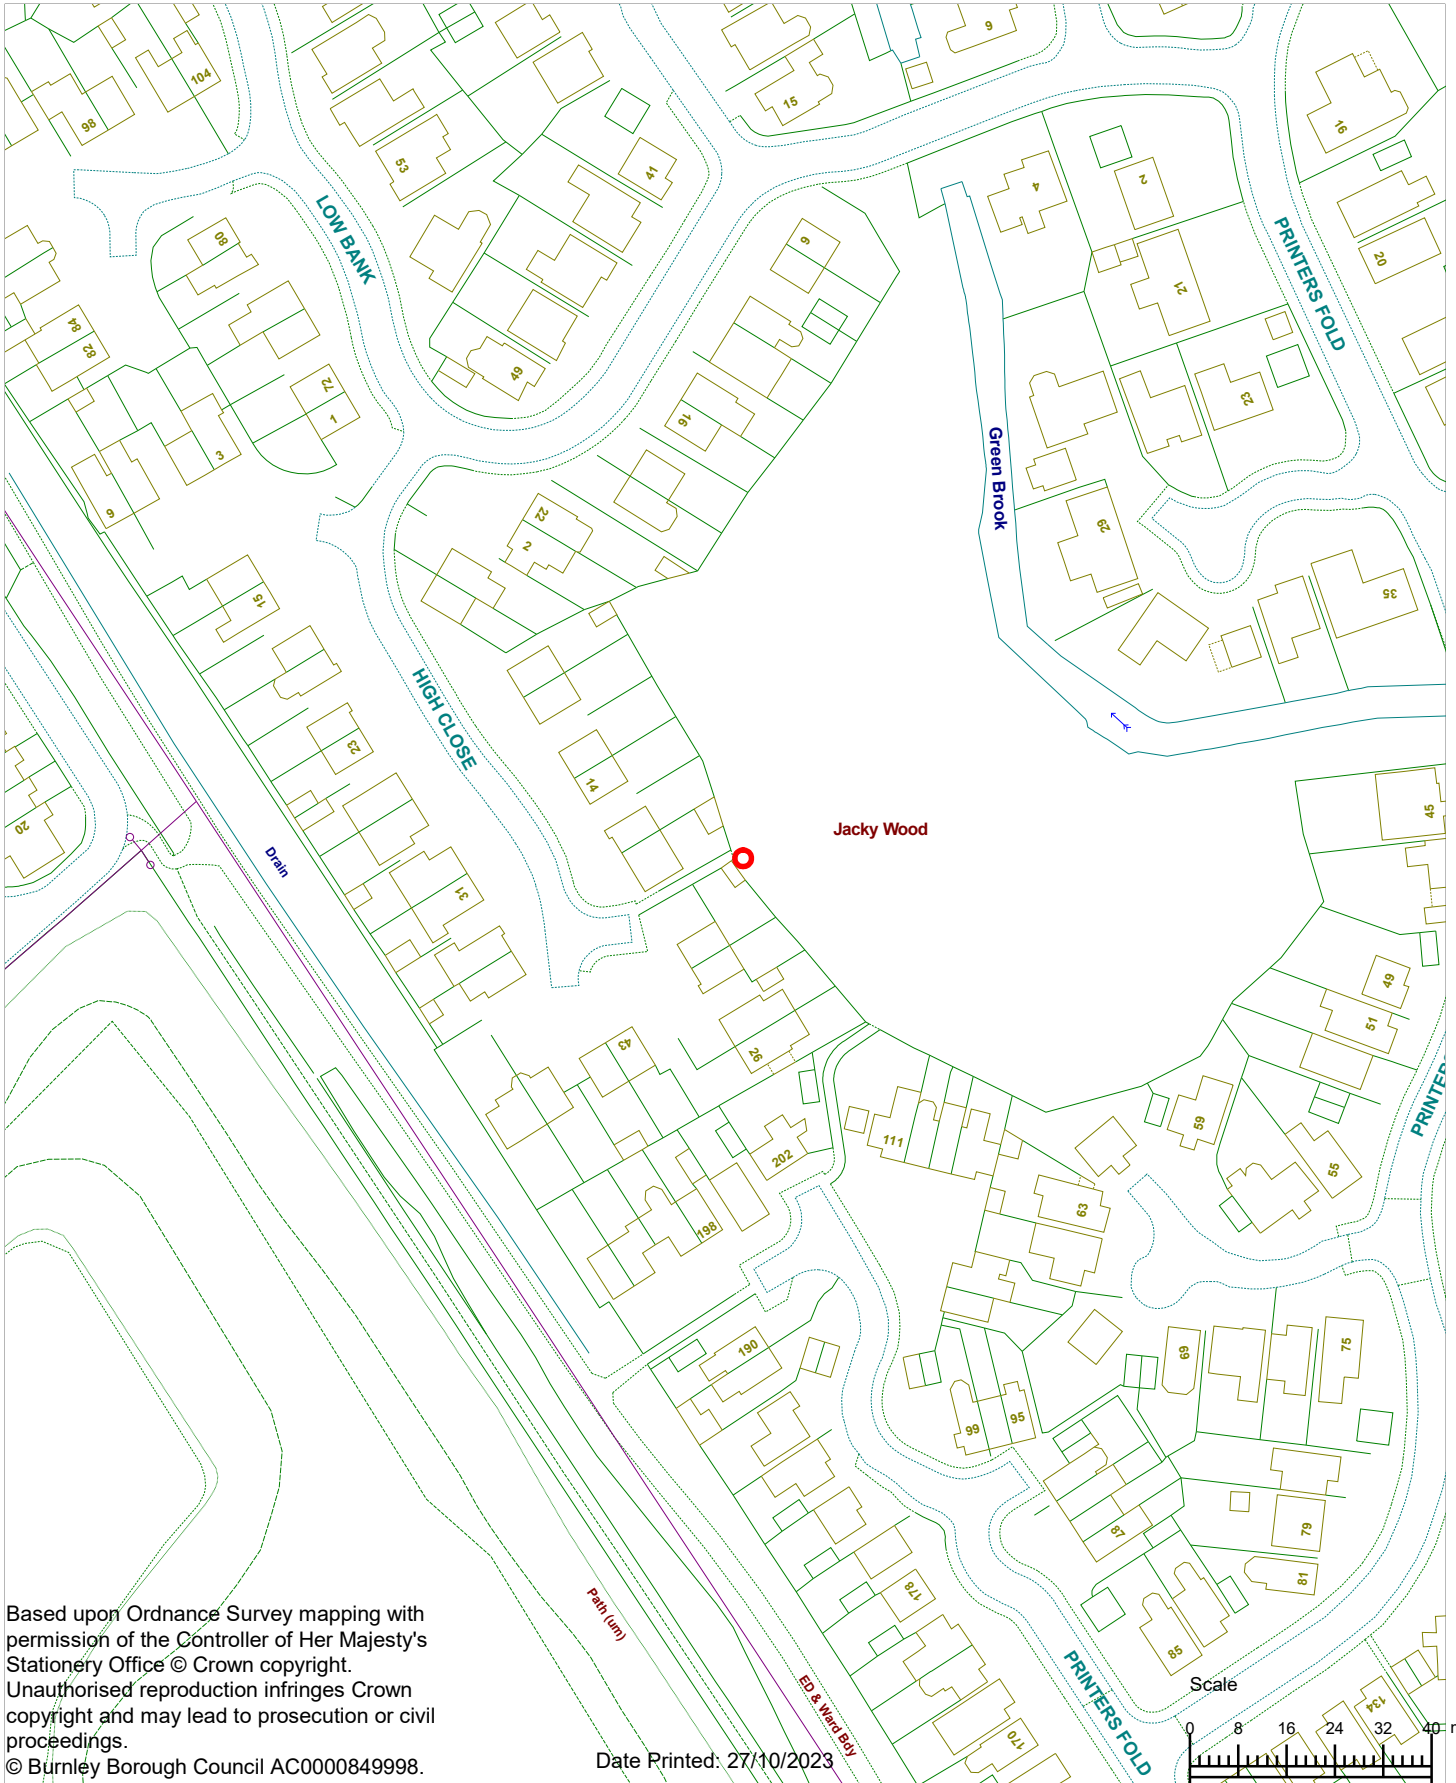 104
98
53
41
15
9
16
4
2
20
LOW BANK
PRINTERS FOLD
80
9
21
84
82
49
23
72
1
16
3
6
Green Brook
22
2
29
35
15
HIGH CLOSE
23
14
45
Jacky Wood
20
Drain
31
49
51
26
43
PRINTER
111
59
55
202
63
198
190
69
75
99
95
87
79
81
178
85
Path (um)
PRINTERS FOLD
ED & Ward Bdy
170
134
Based upon Ordnance Survey mapping with
permission of the Controller of Her Majesty's
Stationery Office © Crown copyright.
Unauthorised reproduction infringes Crown
copyright and may lead to prosecution or civil
proceedings.
© Burnley Borough Council AC0000849998.
Date Printed: 27/10/2023
Scale
0 8 16 24 32 40 m